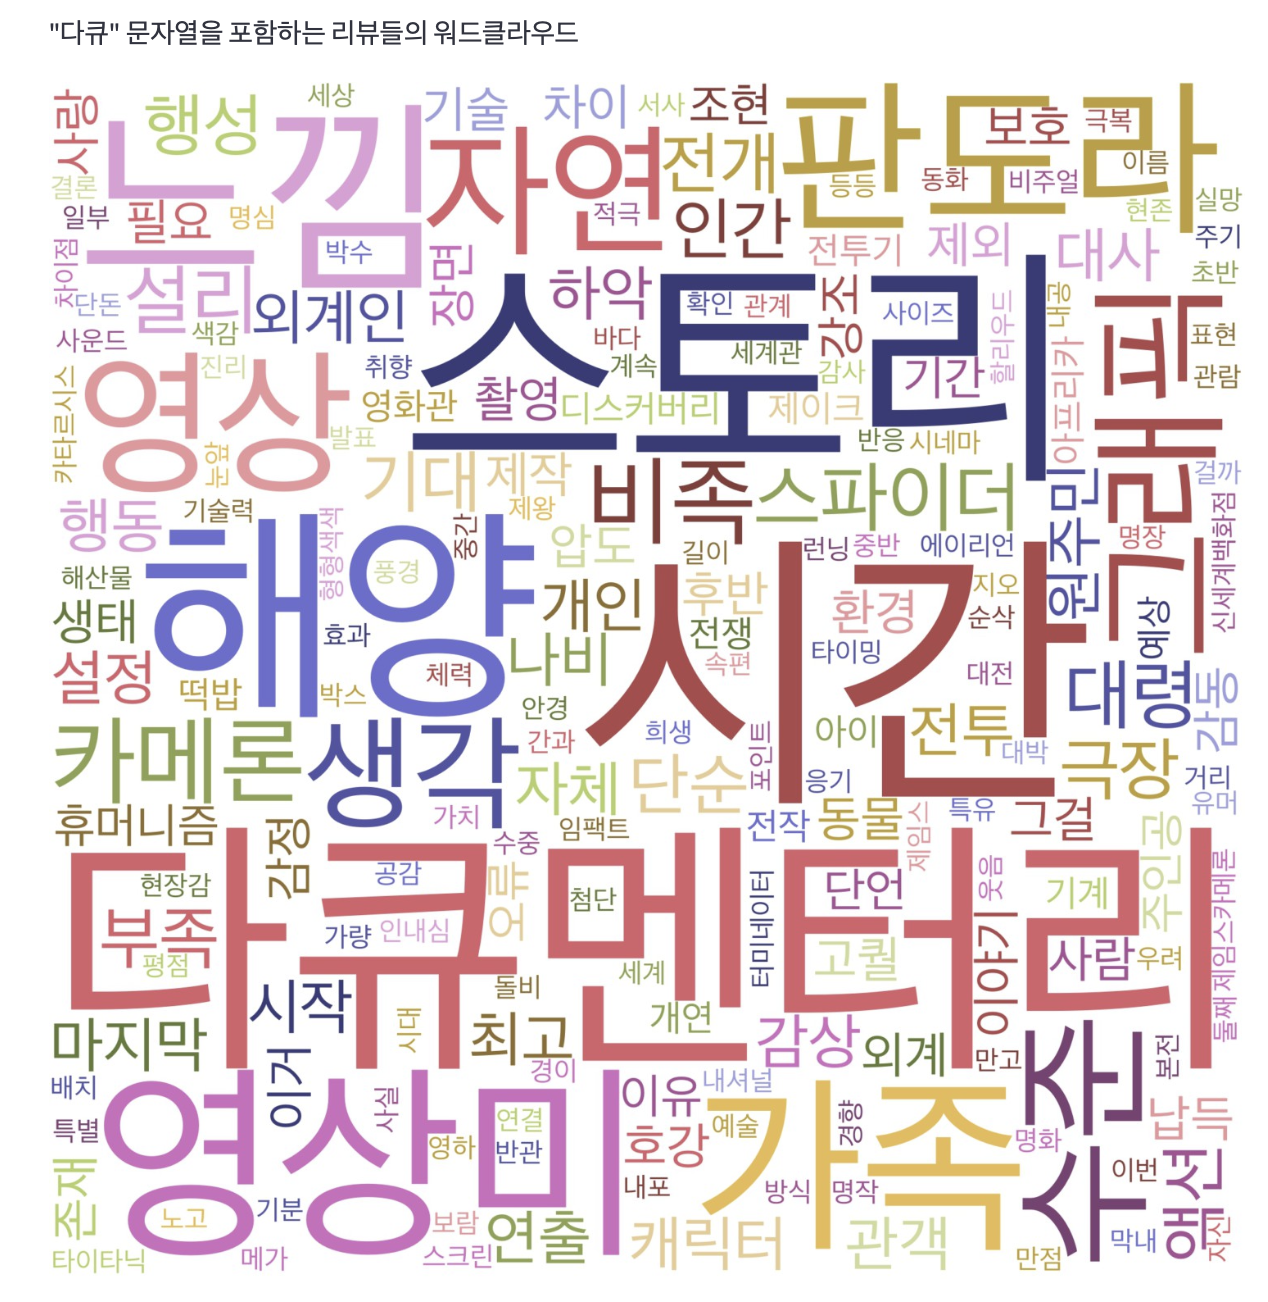 "다큐" 문자열을 포함하는 리뷰들의 워드클라우드
사랑
느낌
행성
세상
기술
차이
서사
조현
판도라
보호
극복
이름
결론
일부
필요
명심
박수
자연
적극
전개
인간
등등
동화
비주얼
현존
실망
주기
초반
차이점
단돈
설리
외계인
장면
하악
전투기
제외
대사
사운드
색감
진리
취향
바다
계속
스토리
확인
관계
세계관
감사
강조
사이즈
기간
할리우드
내공
아프리카
그래픽
표현
관람
카타르시스
영상
눈앞
발표
영화관
촬영
디스커버리
제이크
반응
시네마
걸까
행동
기술력
형형색색
기대
제작
제왕
비족
스파이더
원주민
명장
신세계백화점
해산물
생태
설정
떡밥
해양
풍경
중간
효과
체력
박스
압도
길이
런닝
중반
에이리언
개인
후반
환경
지오
순삭
예상
나비
전쟁
속편
타이밍
대전
대령
감동
안경
시간
카메론
생각
간과
희생
포인트
아이
전투
대박
극장
거리
유머
자체
단순
응기
휴머니즘
감정
가치
수중
임팩트
전작
동물
제임스
특유
그걸
주인공
다큐멘터리
현장감
부족
평점
공감
가량
인내심
오류
첨단
세계
터미네이터
단언
고퀄
웃음
이야기
기계
사람
우려
둘째
제임스카메론
시작
시대
돌비
최고
개연
마지막
감상
외계
만고
본전
배치
이거
경이
이유
내셔널
수준
특별
영상미
사실
영하
연결
반관
호강
예술
가족
경향
명화
납득
존재
노고
기분
내포
방식
명작
이번
액션
타이타닉
메가
보람
스크린
연출
캐릭터
관객
만점
막내
자신